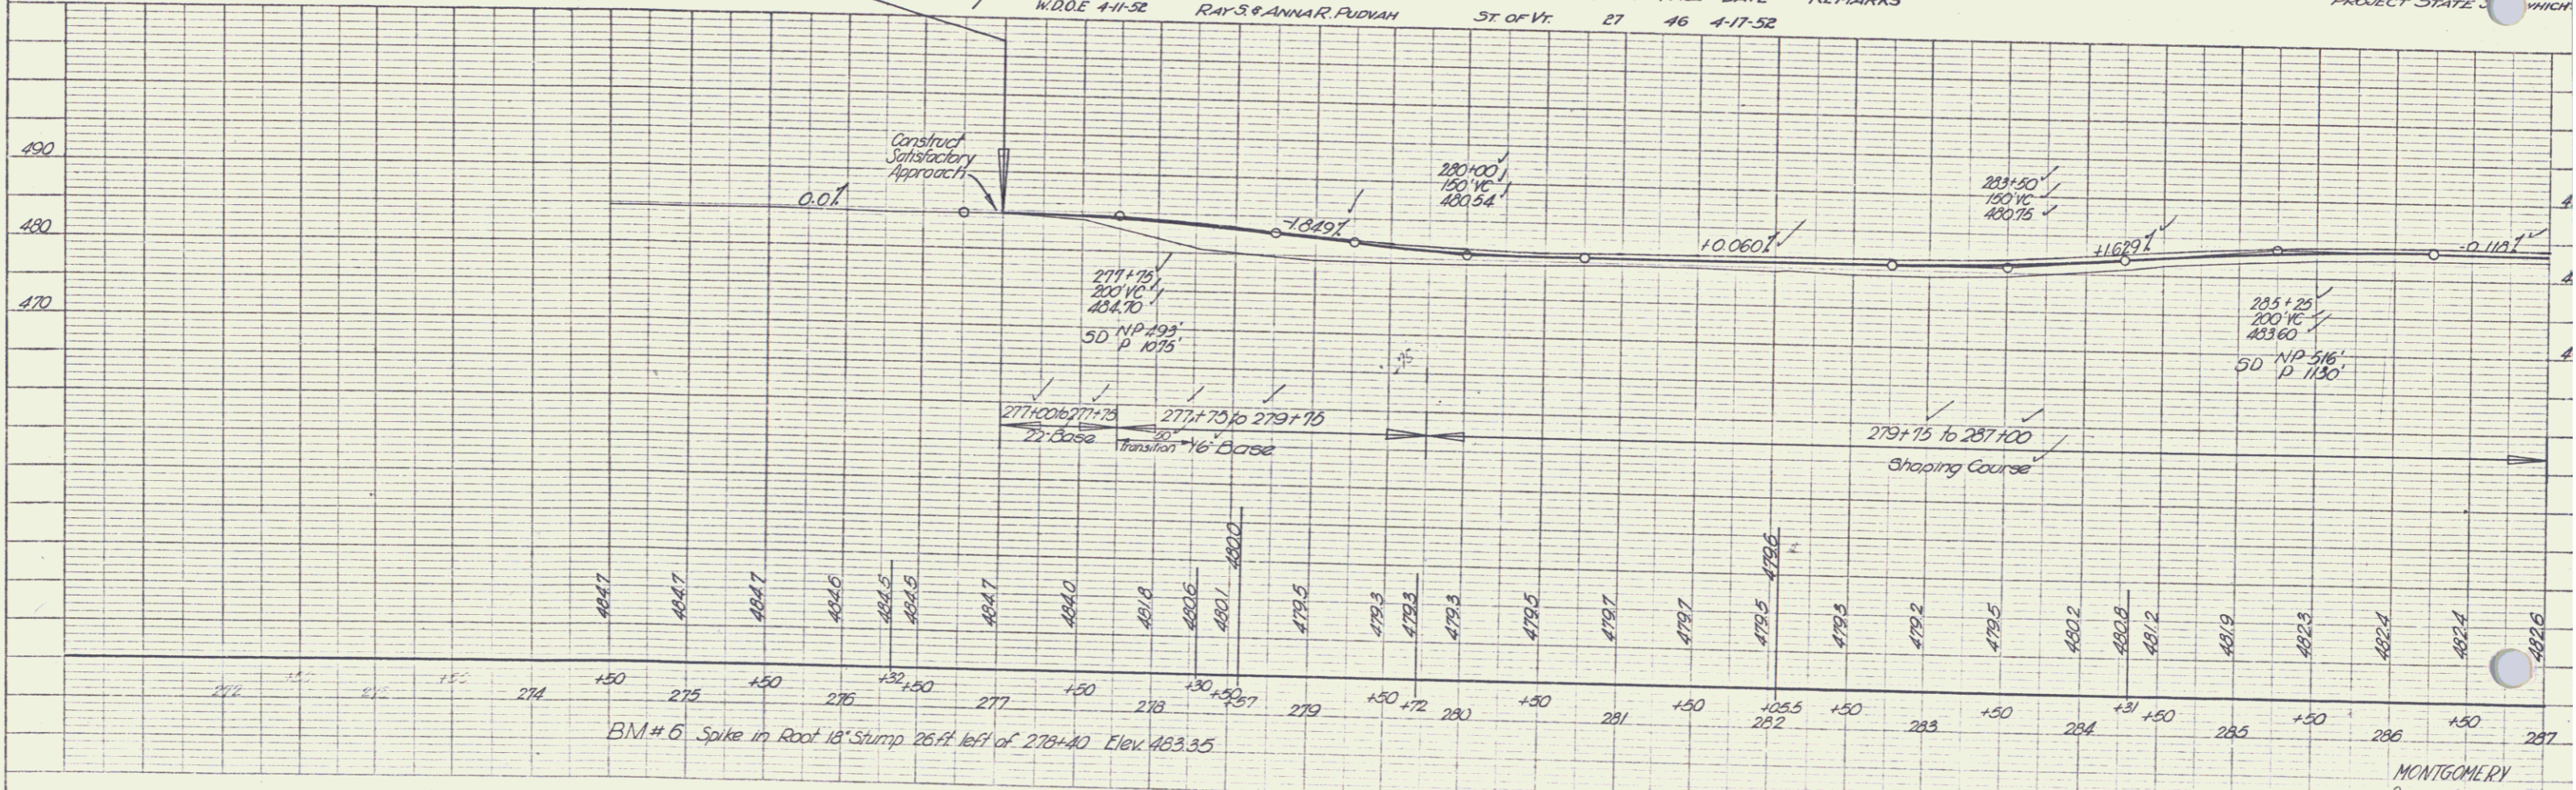 W.D.O.E 4-11-52 RAY S. & ANNA R. PUDVAH ST. OF VT. 27 46 4-17-52
REMARKS
PROJECT STATE
WHICH
490
480
470
0.0%
Construct
Satisfactory
Approach
-1.849%
280+00
150' VC
480.54
+0.060%
283+50
150' VC
480.75
+1.629%
-0.118%
277+75
200' VC
484.70
SD NP 493'
P 1075'
285+25
200' VC
483.60
SD NP 516'
P 1130'
277+00 to 277+75
22" Base
277+75 to 279+75
50'
Transition
16" Base
279+75 to 287+00
Shaping Course
484.7 484.7 484.7 484.6 484.5 484.5 484.7 484.0 481.8 480.6 480.1 480.0 479.5 479.3 479.3 479.3 479.5 479.7 479.7 479.5 479.6 479.3 479.2 479.5 480.2 480.8 481.2 481.9 482.3 482.4 482.4 482.6
272 +50 273 +50 274 +50 275 +50 276 +32 +50 277 +50 278 +30 +50 +57 279 +50 +72 280 +50 281 +50 282 +05.5 +50 283 +50 284 +31 +50 285 +50 286 +50 287
BM #6 Spike in Root 18" Stump 26 ft left of 278+40 Elev. 483.35
MONTGOMERY